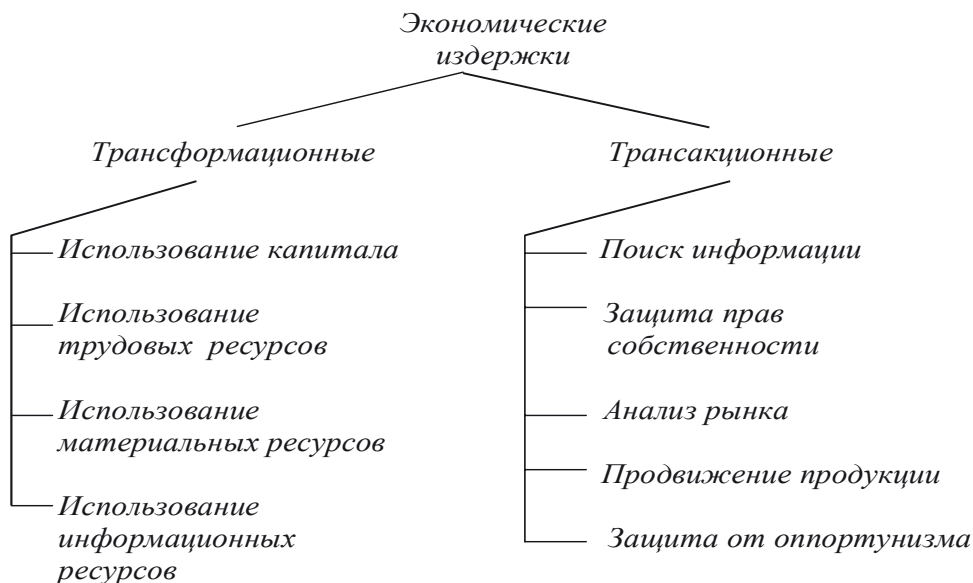 Экономические
издержки
Трансформационные
Трансакционные
Использование капитала
Использование
трудовых ресурсов
Использование
материальных ресурсов
Использование
информационных
ресурсов
Поиск информации
Защита прав
собственности
Анализ рынка
Продвижение продукции
Защита от оппортунизма